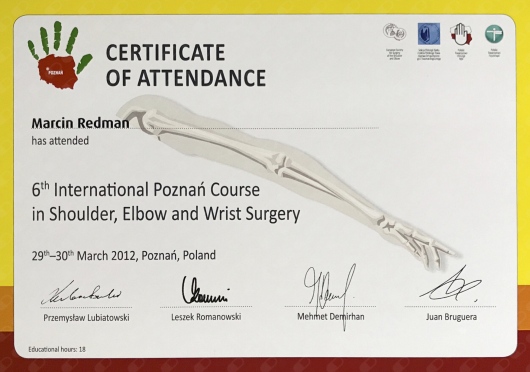 POZNAŃ
CERTIFICATE
OF ATTENDANCE
Marcin Redman
has attended
6th International Poznań Course
in Shoulder, Elbow and Wrist Surgery
29th–30th March 2012, Poznań, Poland
Przemysław Lubiatowski
Leszek Romanowski
Mehmet Demirhan
Juan Bruguera
Educational hours: 18